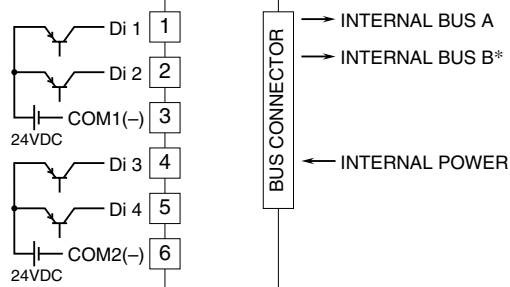 Di 1 1
Di 2 2
COM1(–) 3
24VDC
Di 3 4
Di 4 5
COM2(–) 6
24VDC
BUS CONNECTOR
INTERNAL BUS A
INTERNAL BUS B*
INTERNAL POWER